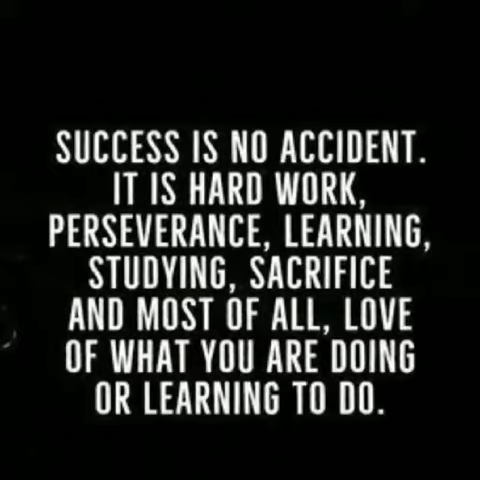 SUCCESS IS NO ACCIDENT.
IT IS HARD WORK,
PERSEVERANCE, LEARNING,
STUDYING, SACRIFICE
AND MOST OF ALL, LOVE
OF WHAT YOU ARE DOING
OR LEARNING TO DO.